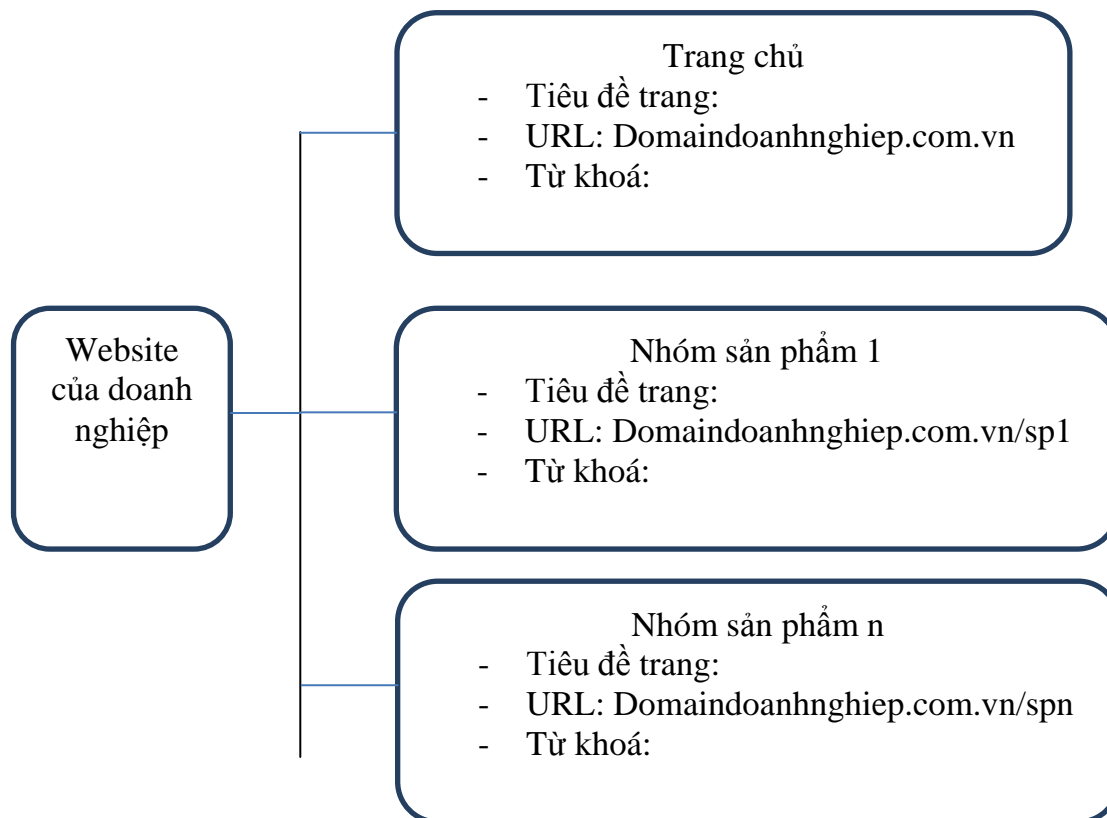 Trang chủ
- Tiêu đề trang:
- URL: Domaindoanhnghiep.com.vn
- Từ khoá:
Website
của doanh
nghiệp
Nhóm sản phẩm 1
- Tiêu đề trang:
- URL: Domaindoanhnghiep.com.vn/sp1
- Từ khoá:
Nhóm sản phẩm n
- Tiêu đề trang:
- URL: Domaindoanhnghiep.com.vn/spn
- Từ khoá: